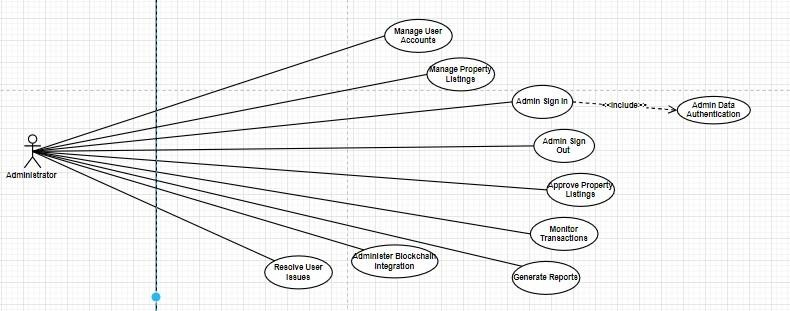 Manage User
Accounts
Manage Property
Listings
Admin Sign In
<<include>>
Admin Data
Authentication
Admin Sign
Out
Administrator
Approve Property
Listings
Monitor
Transactions
Administer Blockchain
Integration
Resolve User
Issues
Generate Reports